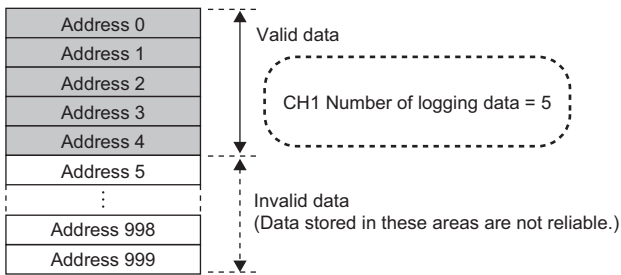 Address 0
Address 1
Address 2
Address 3
Address 4
Address 5
⋮
Address 998
Address 999
Valid data
CH1 Number of logging data = 5
Invalid data
(Data stored in these areas are not reliable.)